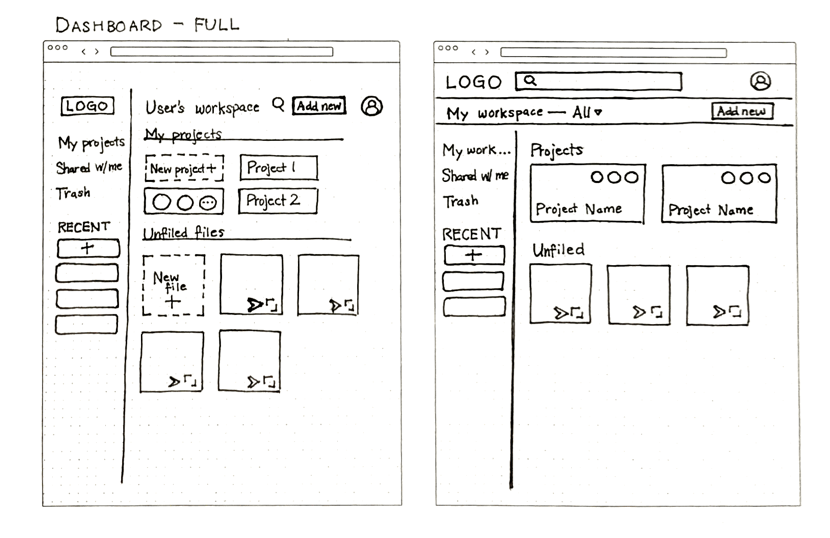 DASHBOARD - FULL
LOGO
User's workspace
Add new
My projects
Shared w/me
Trash
RECENT
+
My projects
New project +
Project 1
Project 2
Unfiled files
New
file
+
LOGO
My workspace — All ▾
Add new
My work...
Shared w/ me
Trash
RECENT
+
Projects
Project Name
Project Name
Unfiled